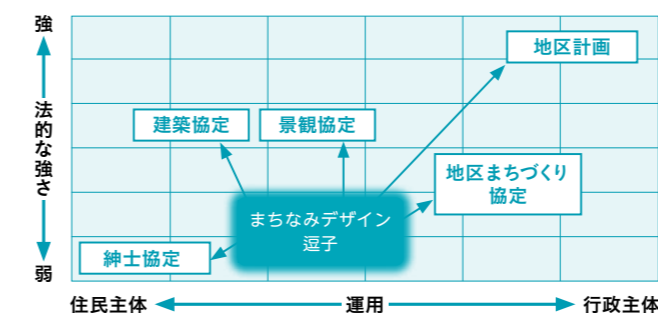 強
法的な強さ
弱
地区計画
建築協定
景観協定
地区まちづくり
協定
まちなみデザイン
逗子
紳士協定
住民主体
運用
行政主体